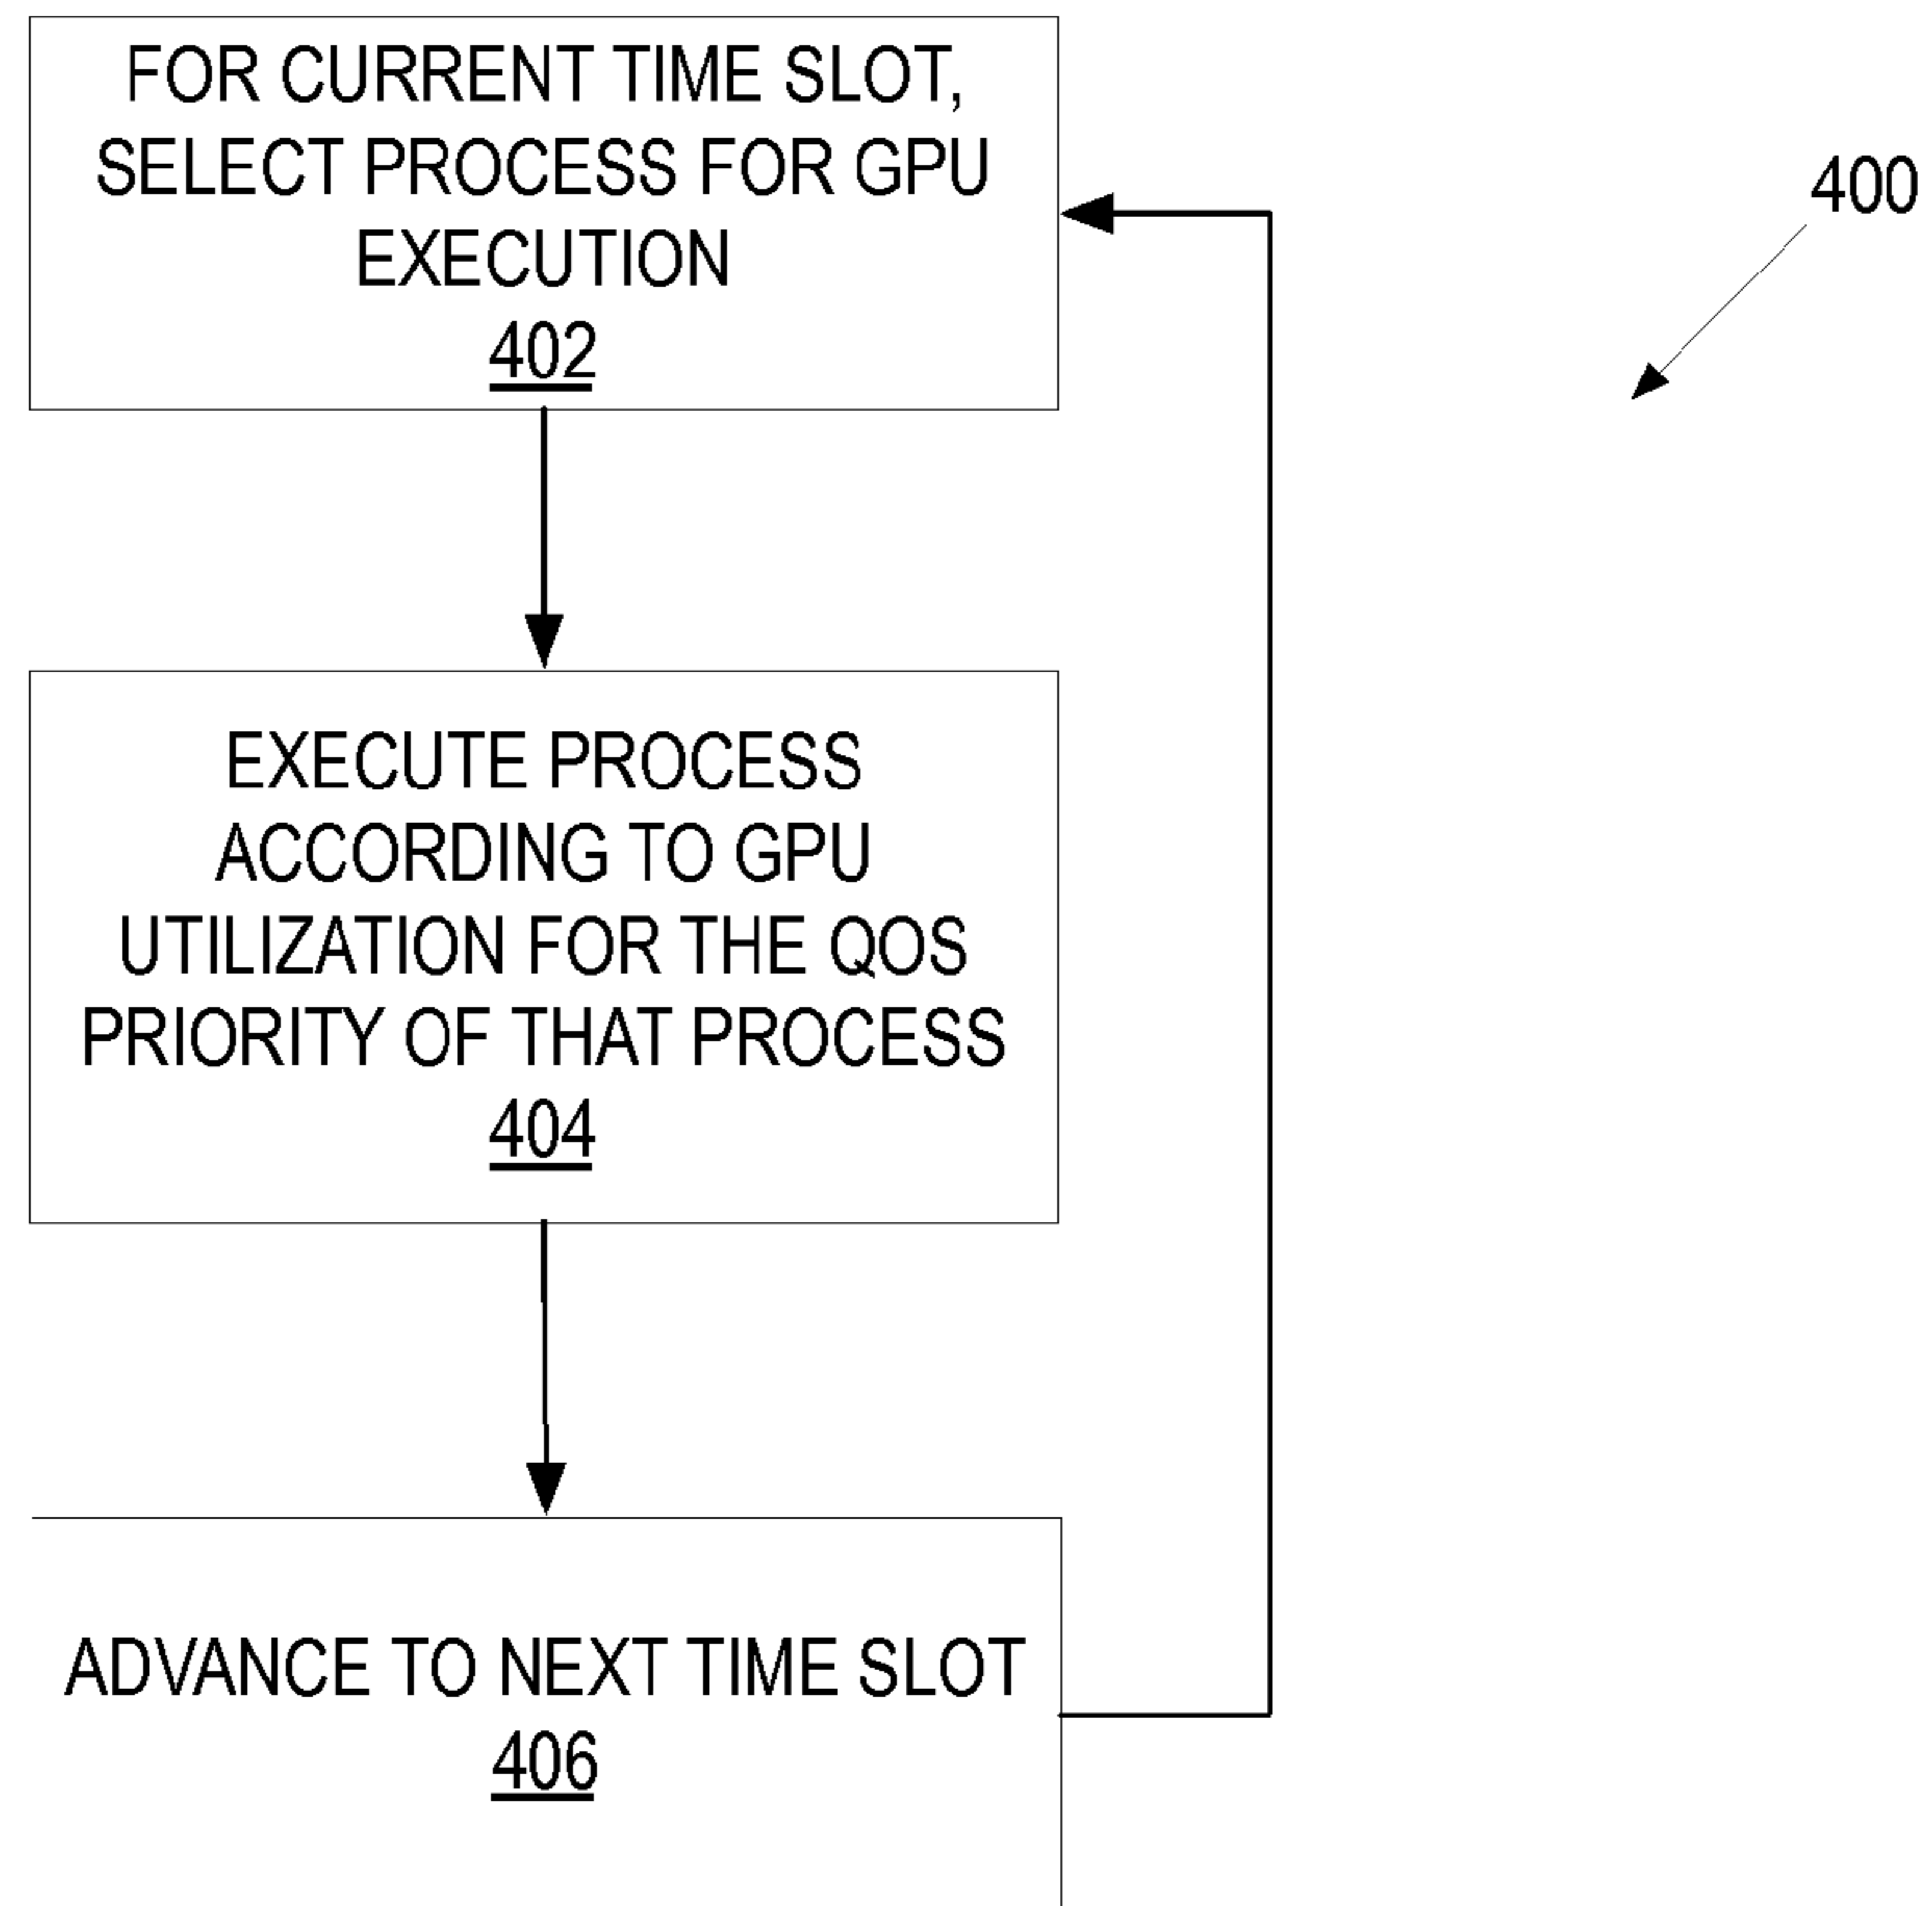 FOR CURRENT TIME SLOT,
SELECT PROCESS FOR GPU
EXECUTION
402
400
EXECUTE PROCESS
ACCORDING TO GPU
UTILIZATION FOR THE QOS
PRIORITY OF THAT PROCESS
404
ADVANCE TO NEXT TIME SLOT
406